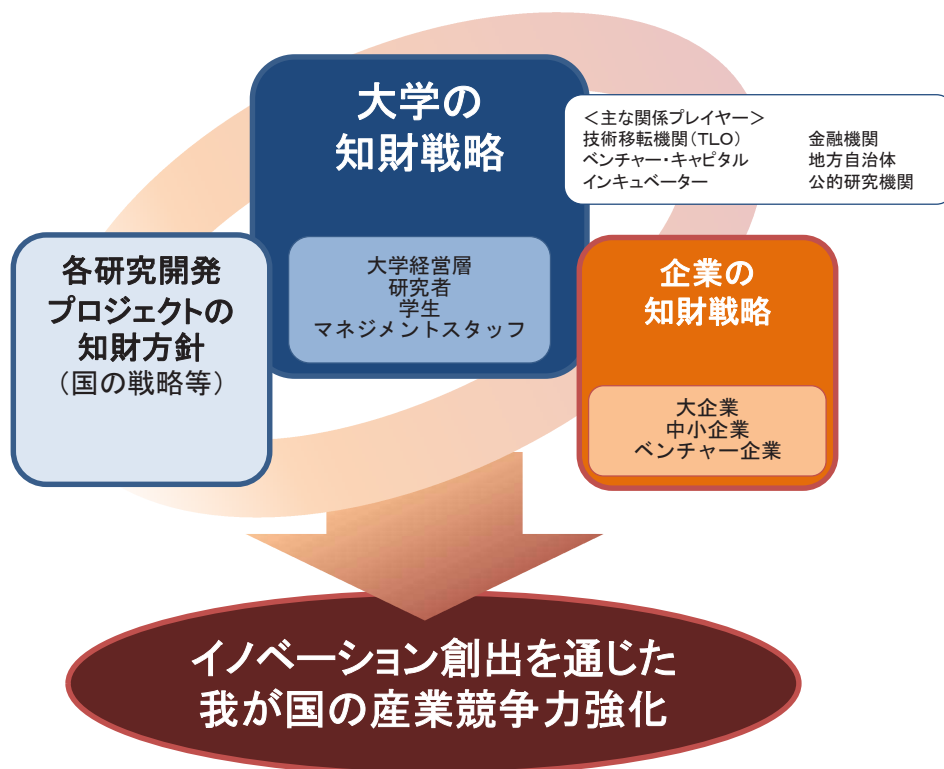 大学の
知財戦略
大学経営層
研究者
学生
マネジメントスタッフ
<主な関係プレイヤー>
技術移転機関(TLO) 金融機関
ベンチャー・キャピタル 地方自治体
インキュベーター 公的研究機関
各研究開発
プロジェクトの
知財方針
(国の戦略等)
企業の
知財戦略
大企業
中小企業
ベンチャー企業
イノベーション創出を通じた
我が国の産業競争力強化